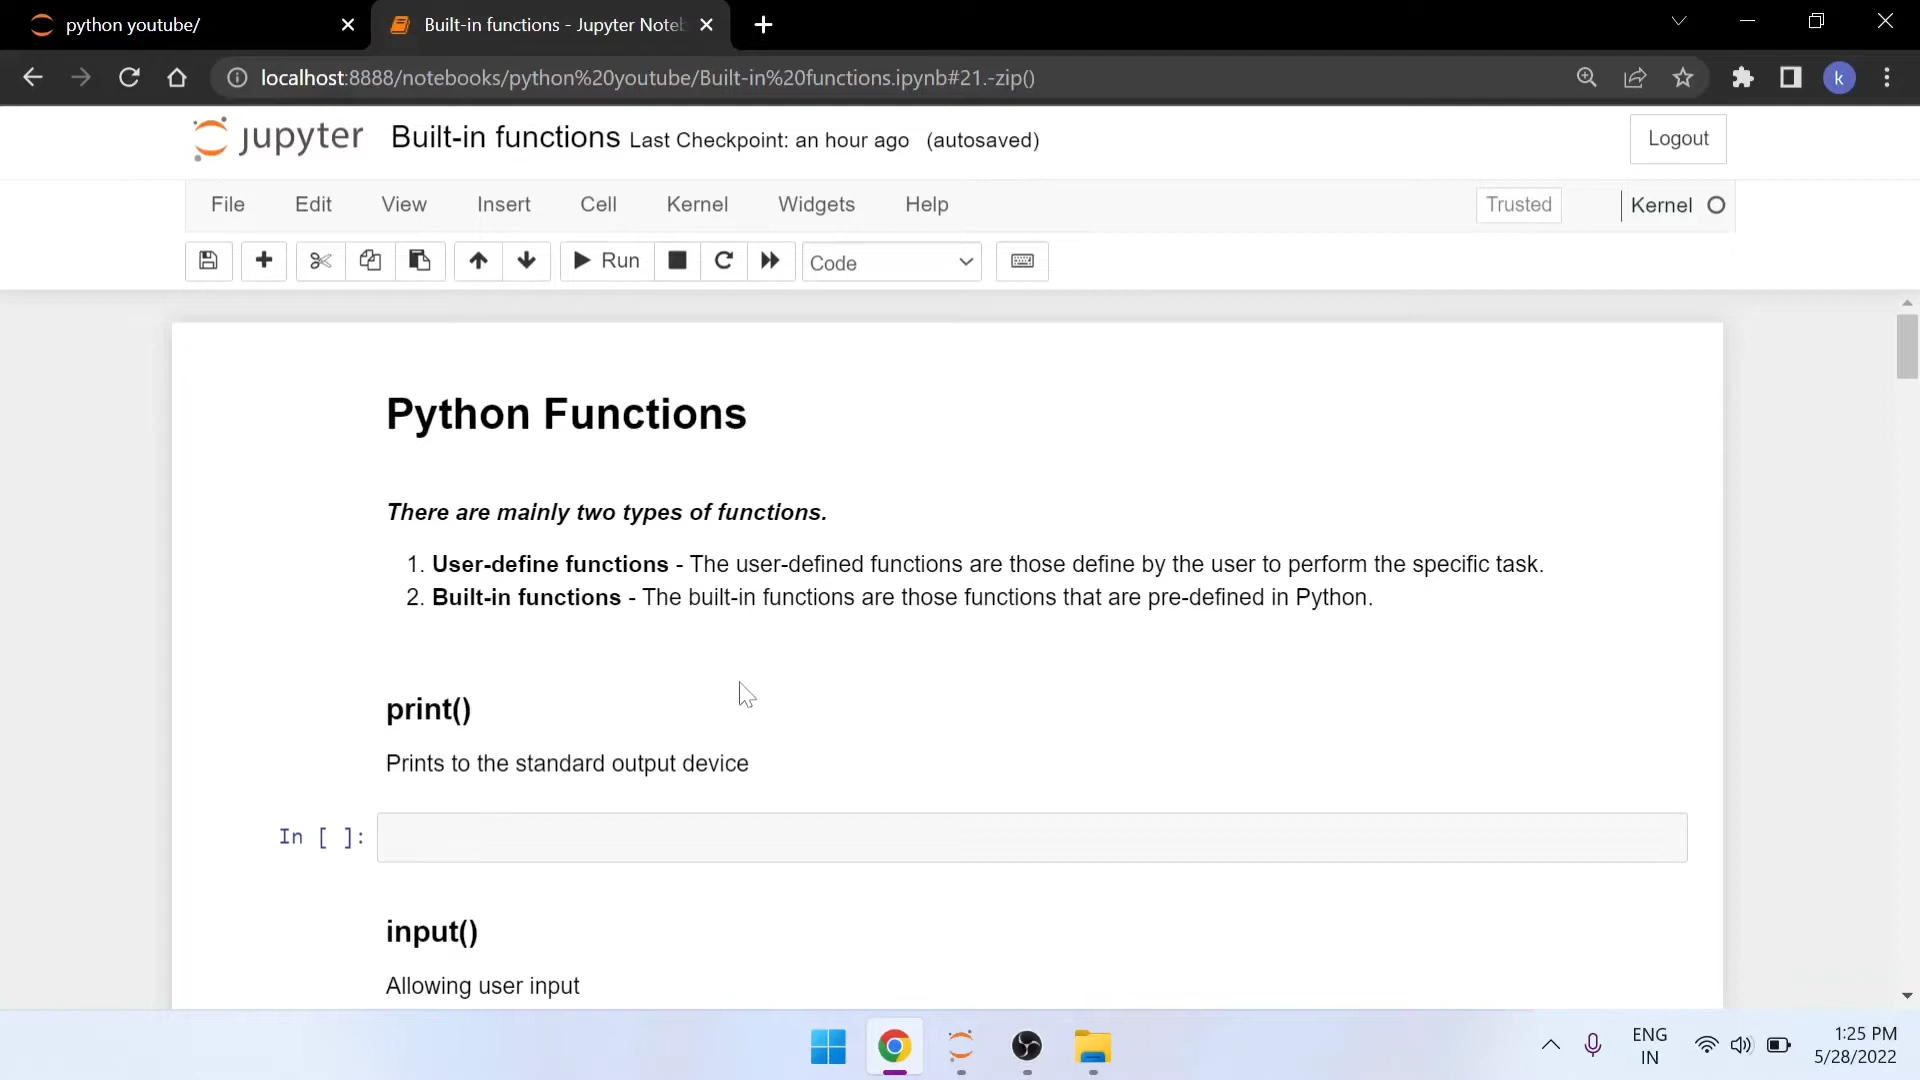 python youtube/
Built-in functions - Jupyter Noteb
localhost:8888/notebooks/python%20youtube/Built-in%20functions.ipynb#21.-zip()
k
jupyter Built-in functions Last Checkpoint: an hour ago (autosaved)
Logout
File Edit View Insert Cell Kernel Widgets Help
Trusted
Kernel
Run
Code
Python Functions
There are mainly two types of functions.
1. User-define functions - The user-defined functions are those define by the user to perform the specific task.
2. Built-in functions - The built-in functions are those functions that are pre-defined in Python.
print()
Prints to the standard output device
In [ ]:
input()
Allowing user input
ENG
IN
1:25 PM
5/28/2022